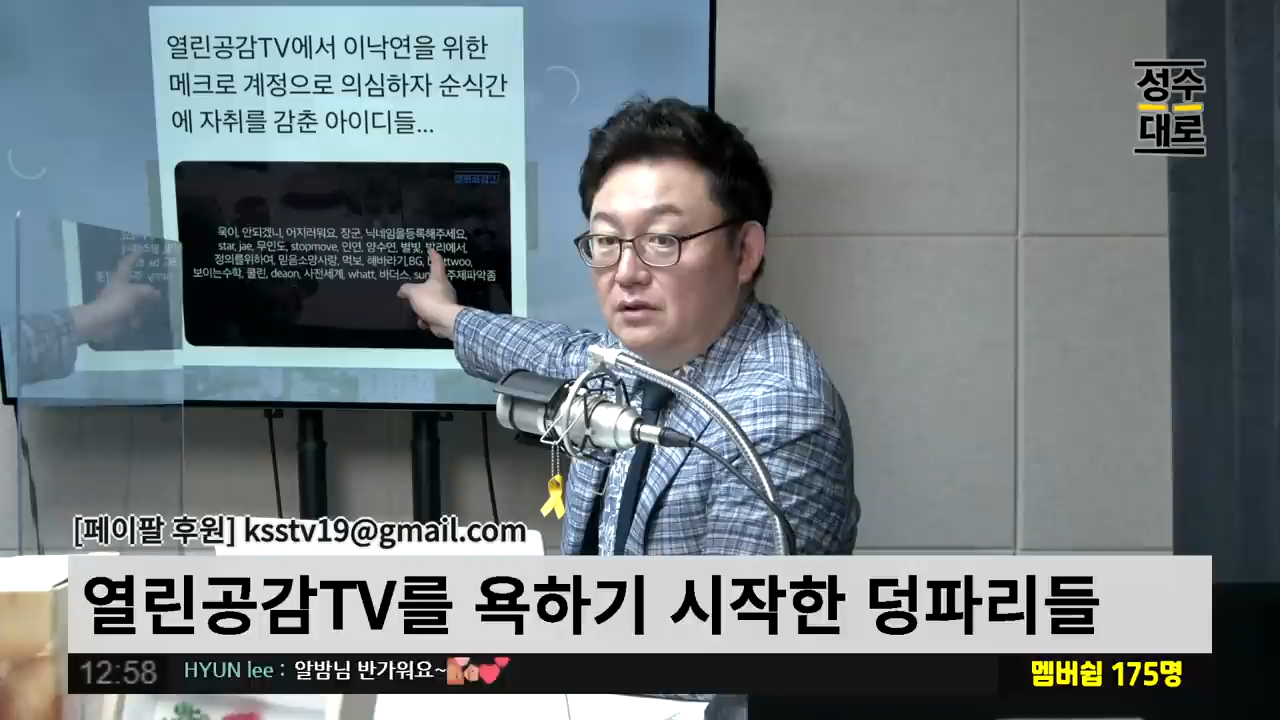 열린공감TV에서 이낙연을 위한
메크로 계정으로 의심하자 순식간
에 자취를 감춘 아이디들...
욱이, 안되겠니, 어지러워요, 장군, 닉네임을등록해주세요,
star, jae, 무인도, stopmove, 인연, 양수연, 별빛, 발리에서,
정의를위하여, 믿음소망사랑, 먹보, 해바라기,BG,
보이는수학, 쿨린, deaon, 사전세계, whatt, 바더스, 주제파악좀
성수
대로
[페이팔 후원] ksstv19@gmail.com
열린공감TV를 욕하기 시작한 덩파리들
12:58 HYUN lee : 알밤님 반가워요~ 멤버쉽 175명